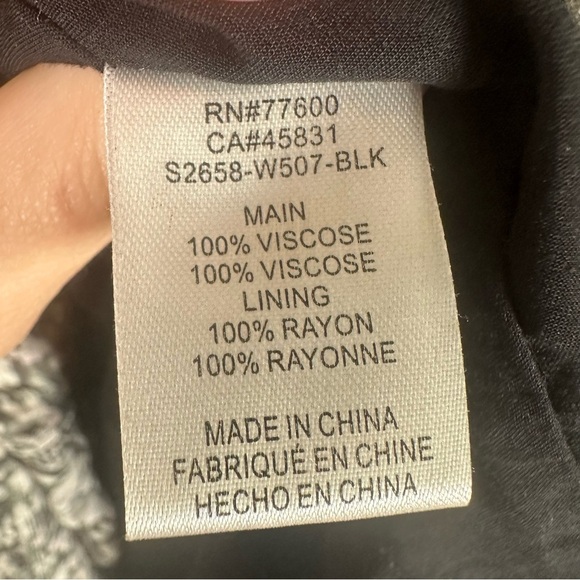 RN#77600
CA#45831
S2658-W507-BLK
MAIN
100% VISCOSE
100% VISCOSE
LINING
100% RAYON
100% RAYONNE
MADE IN CHINA
FABRIQUÉ EN CHINE
HECHO EN CHINA